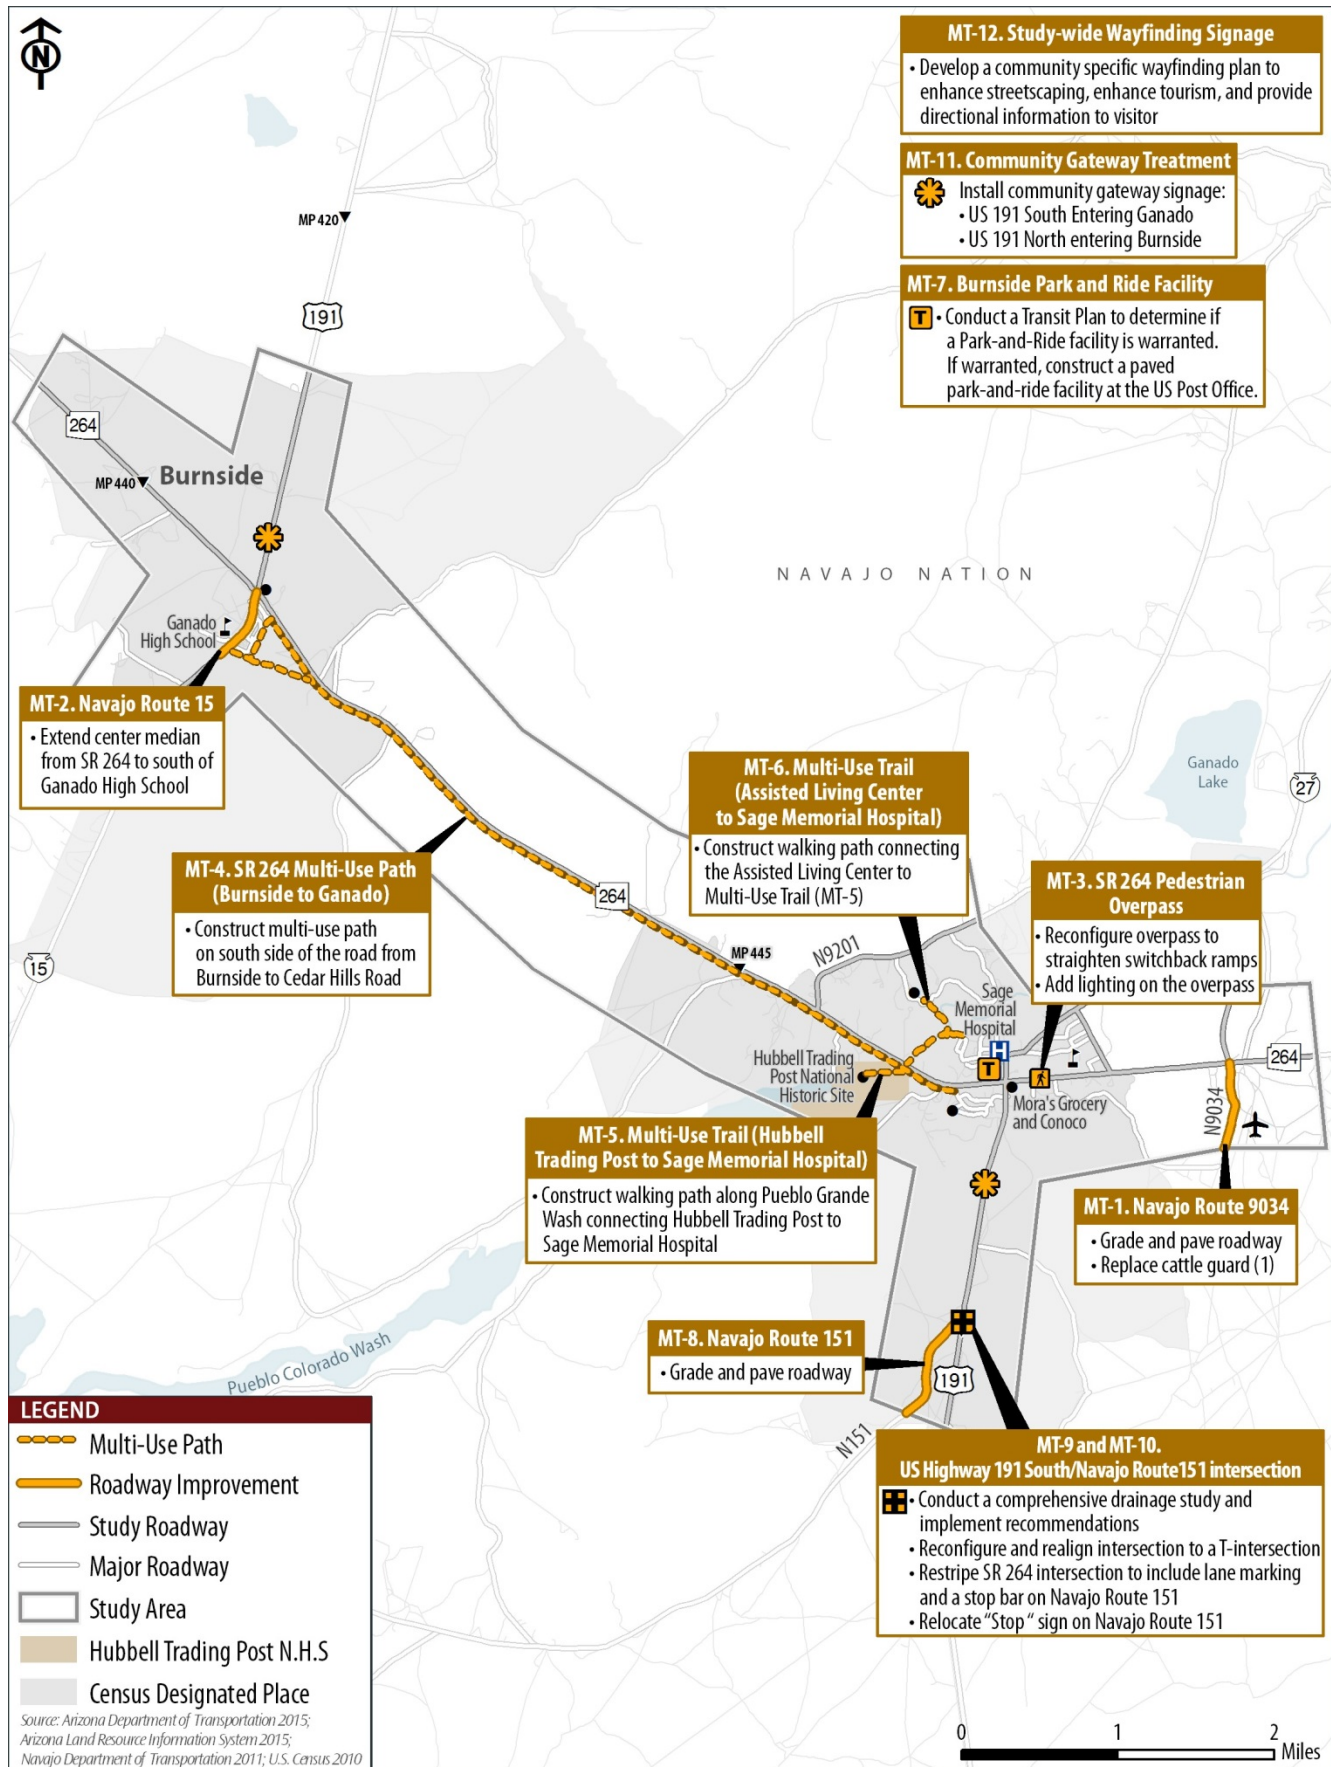 N
MT-12. Study-wide Wayfinding Signage
• Develop a community specific wayfinding plan to
enhance streetscaping, enhance tourism, and provide
directional information to visitor
MT-11. Community Gateway Treatment
Install community gateway signage:
• US 191 South Entering Ganado
• US 191 North entering Burnside
MT-7. Burnside Park and Ride Facility
T • Conduct a Transit Plan to determine if
a Park-and-Ride facility is warranted.
If warranted, construct a paved
park-and-ride facility at the US Post Office.
MP 420
191
264
MP 440
Burnside
NAVAJO NATION
Ganado
High School
MT-2. Navajo Route 15
• Extend center median
from SR 264 to south of
Ganado High School
Ganado
Lake
27
MT-6. Multi-Use Trail
(Assisted Living Center
to Sage Memorial Hospital)
• Construct walking path connecting
the Assisted Living Center to
Multi-Use Trail (MT-5)
MT-4. SR 264 Multi-Use Path
(Burnside to Ganado)
• Construct multi-use path
on south side of the road from
Burnside to Cedar Hills Road
264
MT-3. SR 264 Pedestrian
Overpass
• Reconfigure overpass to
straighten switchback ramps
• Add lighting on the overpass
15
MP 445
N9201
Sage
Memorial
Hospital
H
T
264
Hubbell Trading
Post National
Historic Site
Mora's Grocery
and Conoco
N9034
MT-5. Multi-Use Trail (Hubbell
Trading Post to Sage Memorial Hospital)
• Construct walking path along Pueblo Grande
Wash connecting Hubbell Trading Post to
Sage Memorial Hospital
MT-1. Navajo Route 9034
• Grade and pave roadway
• Replace cattle guard (1)
MT-8. Navajo Route 151
• Grade and pave roadway
Pueblo Colorado Wash
191
N151
MT-9 and MT-10.
US Highway 191 South/Navajo Route151 intersection
• Conduct a comprehensive drainage study and
implement recommendations
• Reconfigure and realign intersection to a T-intersection
• Restripe SR 264 intersection to include lane marking
and a stop bar on Navajo Route 151
• Relocate “Stop “ sign on Navajo Route 151
LEGEND
Multi-Use Path
Roadway Improvement
Study Roadway
Major Roadway
Study Area
Hubbell Trading Post N.H.S
Census Designated Place
Source: Arizona Department of Transportation 2015;
Arizona Land Resource Information System 2015;
Navajo Department of Transportation 2011; U.S. Census 2010
0 1 2
Miles